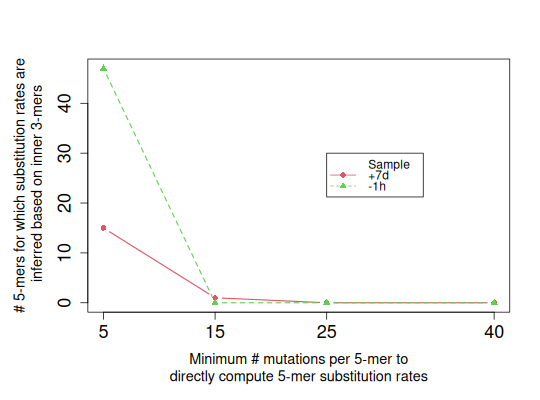 # 5-mers for which substitution rates are
inferred based on inner 3-mers
40
30
20
10
0
Sample
+7d
-1h
5
15
25
40
Minimum # mutations per 5-mer to
directly compute 5-mer substitution rates